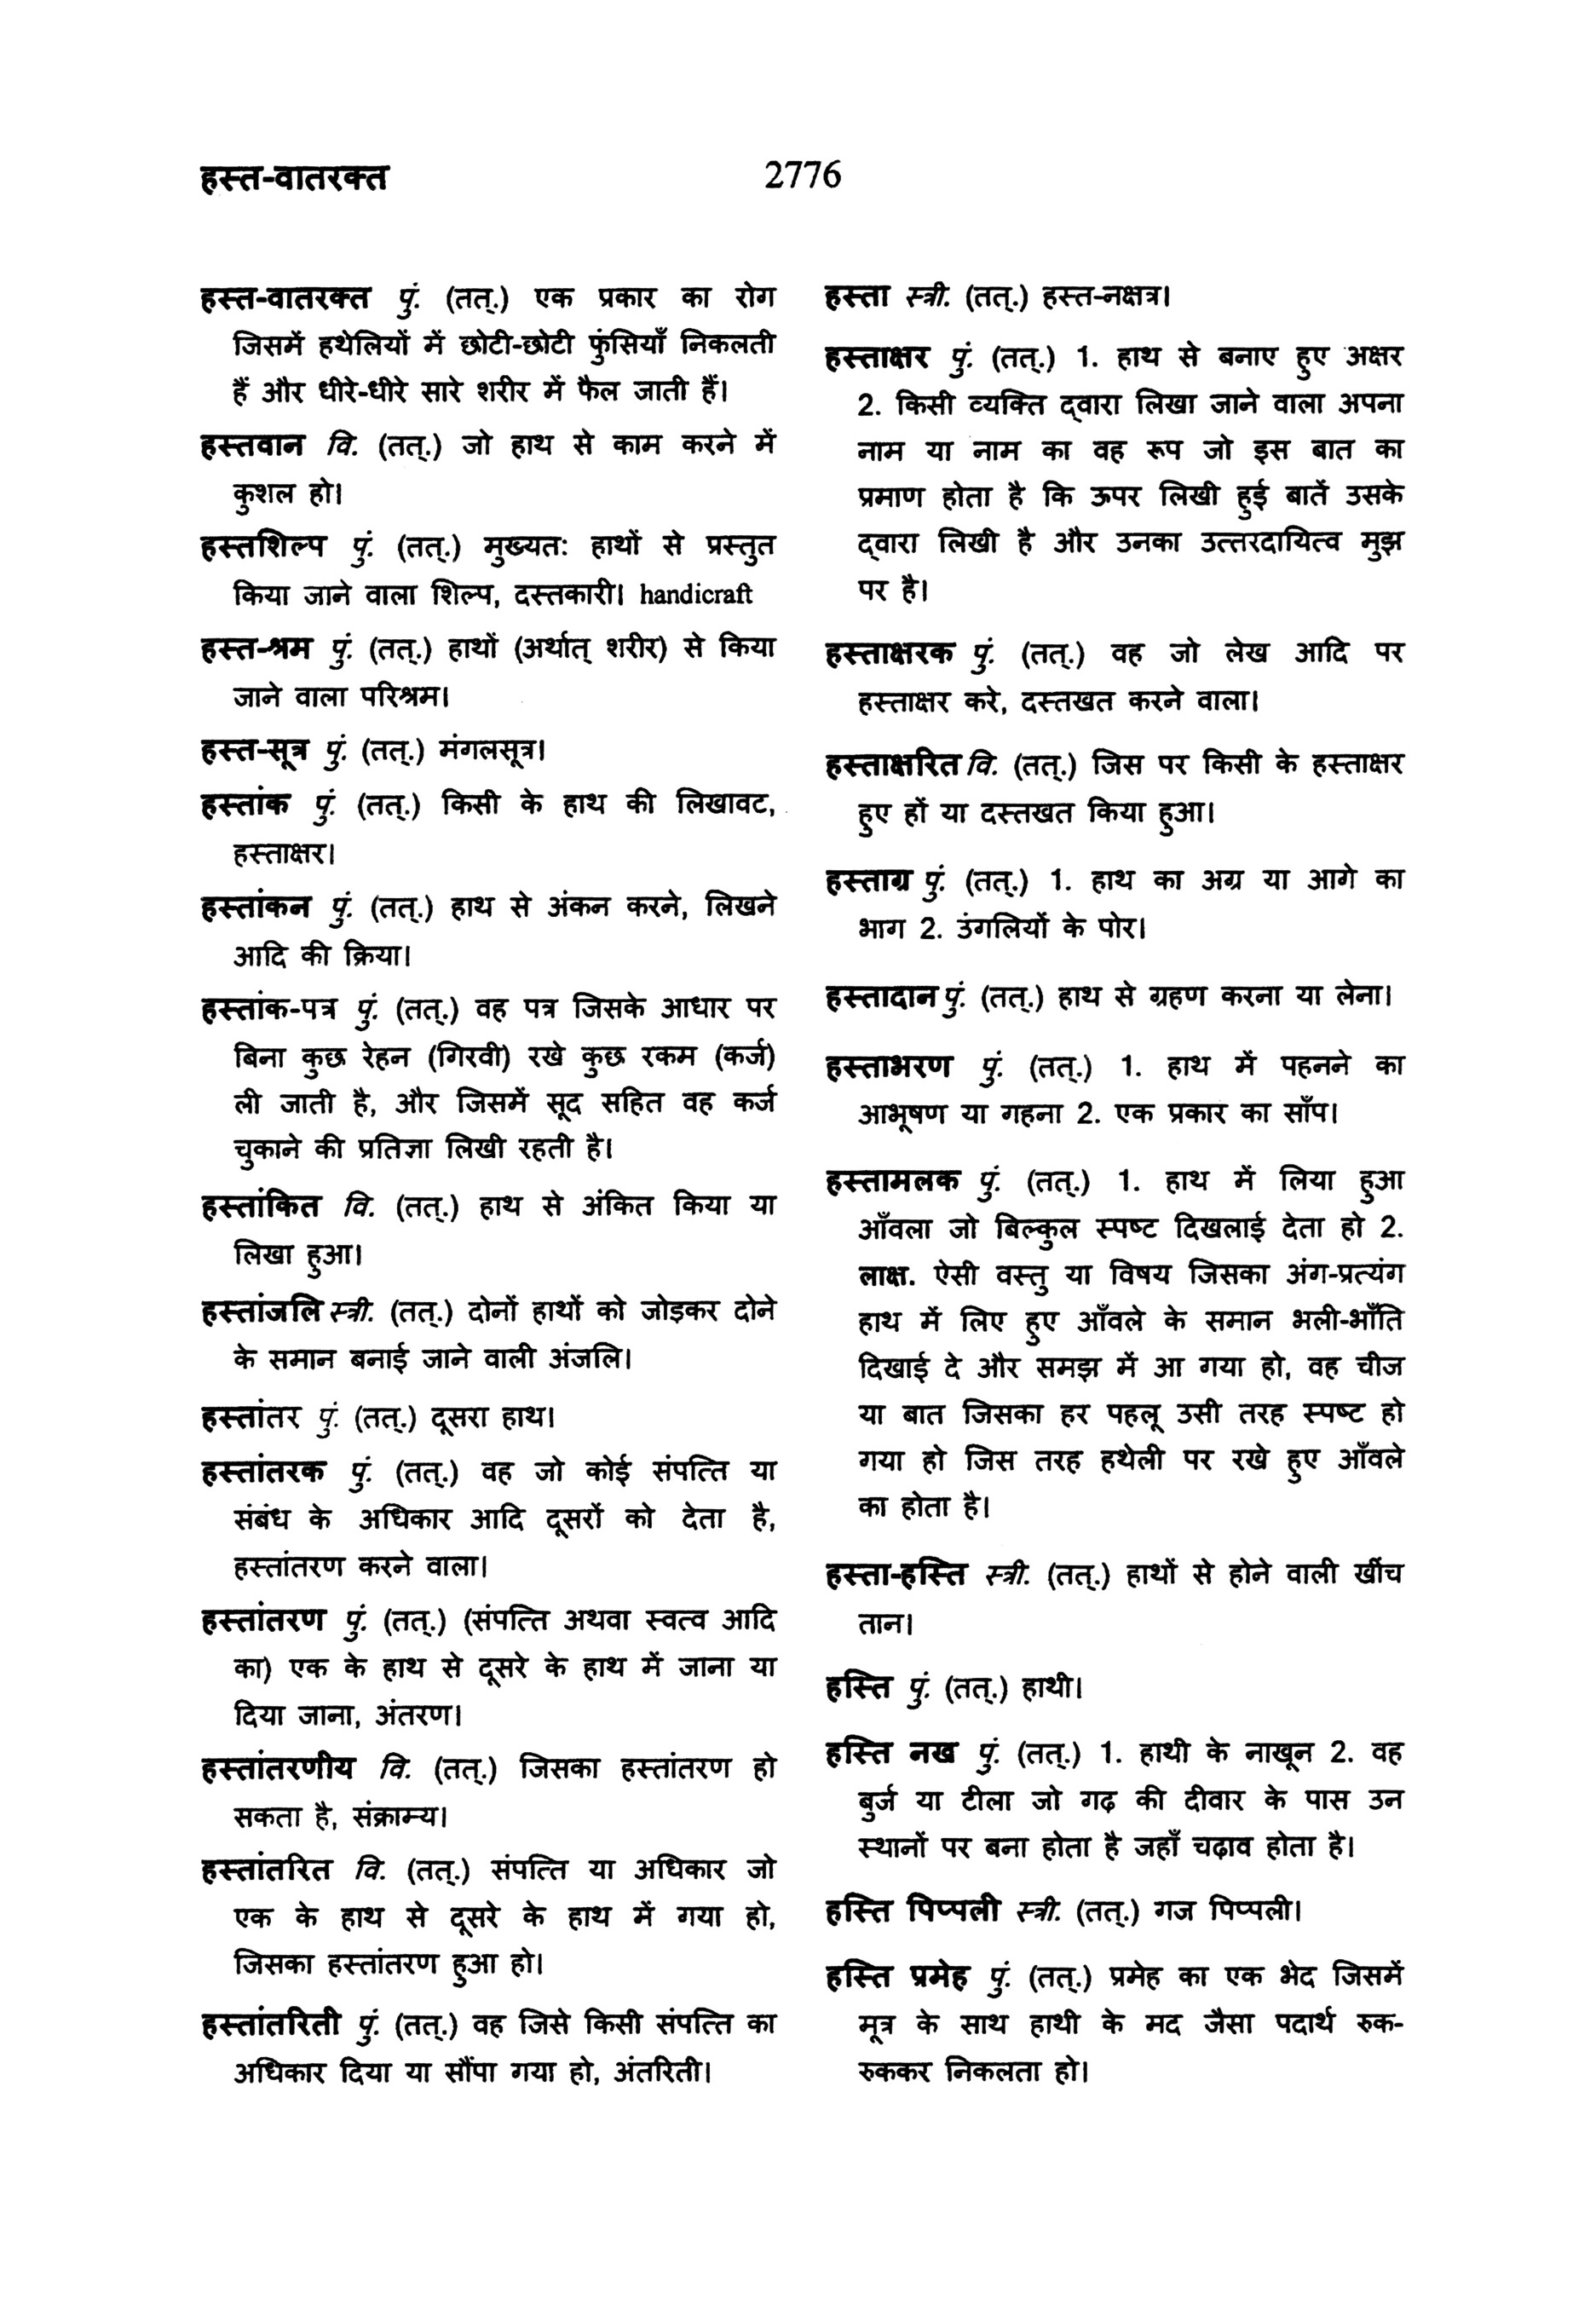 हस्त-वातरक्त
2776
हस्त-वातरक्त पुं. (तत्.) एक प्रकार का रोग
जिसमें हथेलियों में छोटी-छोटी फुंसियाँ निकलती
हैं और धीरे-धीरे सारे शरीर में फैल जाती हैं।
हस्तवान वि. (तत्.) जो हाथ से काम करने में
कुशल हो।
हस्तशिल्प पुं. (तत्.) मुख्यत: हाथों से प्रस्तुत
किया जाने वाला शिल्प, दस्तकारी। handicraft
हस्त-श्रम पुं. (तत्.) हाथों (अर्थात् शरीर) से किया
जाने वाला परिश्रम।
हस्त-सूत्र पुं. (तत्.) मंगलसूत्र।
हस्तांक पुं. (तत्.) किसी के हाथ की लिखावट,
हस्ताक्षर।
हस्तांकन पुं. (तत्.) हाथ से अंकन करने, लिखने
आदि की क्रिया।
हस्तांक-पत्र पुं. (तत्.) वह पत्र जिसके आधार पर
बिना कुछ रेहन (गिरवी) रखे कुछ रकम (कर्ज)
ली जाती है, और जिसमें सूद सहित वह कर्ज
चुकाने की प्रतिज्ञा लिखी रहती है।
हस्तांकित वि. (तत्.) हाथ से अंकित किया या
लिखा हुआ।
हस्तांजलि स्त्री. (तत्.) दोनों हाथों को जोड़कर दोने
के समान बनाई जाने वाली अंजलि।
हस्तांतर पुं. (तत्.) दूसरा हाथ।
हस्तांतरक पुं. (तत्.) वह जो कोई संपत्ति या
संबंध के अधिकार आदि दूसरों को देता है,
हस्तांतरण करने वाला।
हस्तांतरण पुं. (तत्.) (संपत्ति अथवा स्वत्व आदि
का) एक के हाथ से दूसरे के हाथ में जाना या
दिया जाना, अंतरण।
हस्तांतरणीय वि. (तत्.) जिसका हस्तांतरण हो
सकता है, संक्राम्य।
हस्तांतरित वि. (तत्.) संपत्ति या अधिकार जो
एक के हाथ से दूसरे के हाथ में गया हो,
जिसका हस्तांतरण हुआ हो।
हस्तांतरिती पुं. (तत्.) वह जिसे किसी संपत्ति का
अधिकार दिया या सौंपा गया हो, अंतरिती।
हस्ता स्त्री. (तत्.) हस्त-नक्षत्र।
हस्ताक्षर पुं. (तत्.) 1. हाथ से बनाए हुए अक्षर
2. किसी व्यक्ति द्वारा लिखा जाने वाला अपना
नाम या नाम का वह रूप जो इस बात का
प्रमाण होता है कि ऊपर लिखी हुई बातें उसके
द्वारा लिखी है और उनका उत्तरदायित्व मुझ
पर है।
हस्ताक्षरक पुं. (तत्.) वह जो लेख आदि पर
हस्ताक्षर करे, दस्तखत करने वाला।
हस्ताक्षरित वि. (तत्.) जिस पर किसी के हस्ताक्षर
हुए हों या दस्तखत किया हुआ।
हस्ताग्र पुं. (तत्.) 1. हाथ का अग्र या आगे का
भाग 2. उंगलियों के पोर।
हस्तादान पुं. (तत्.) हाथ से ग्रहण करना या लेना।
हस्ताभरण पुं. (तत्.) 1. हाथ में पहनने का
आभूषण या गहना 2. एक प्रकार का साँप।
हस्तामलक पुं. (तत्.) 1. हाथ में लिया हुआ
आँवला जो बिल्कुल स्पष्ट दिखलाई देता हो 2.
लाक्ष. ऐसी वस्तु या विषय जिसका अंग-प्रत्यंग
हाथ में लिए हुए आँवले के समान भली-भाँति
दिखाई दे और समझ में आ गया हो, वह चीज
या बात जिसका हर पहलू उसी तरह स्पष्ट हो
गया हो जिस तरह हथेली पर रखे हुए आँवले
का होता है।
हस्ता-हस्ति स्त्री. (तत्.) हाथों से होने वाली खींच
तान।
हस्ति पुं. (तत्.) हाथी।
हस्ति नख पुं. (तत्.) 1. हाथी के नाखून 2. वह
बुर्ज या टीला जो गढ़ की दीवार के पास उन
स्थानों पर बना होता है जहाँ चढ़ाव होता है।
हस्ति पिप्पली स्त्री. (तत्.) गज पिप्पली।
हस्ति प्रमेह पुं. (तत्.) प्रमेह का एक भेद जिसमें
मूत्र के साथ हाथी के मद जैसा पदार्थ रुक-
रुककर निकलता हो।